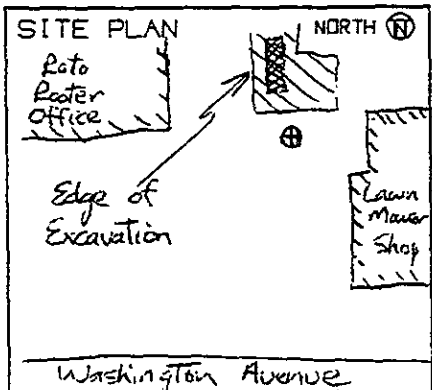 SITE PLAN
NORTH N
Roto
Rooter
Office
Edge of
Excavation
Lawn
Mower
Shop
Washington Avenue